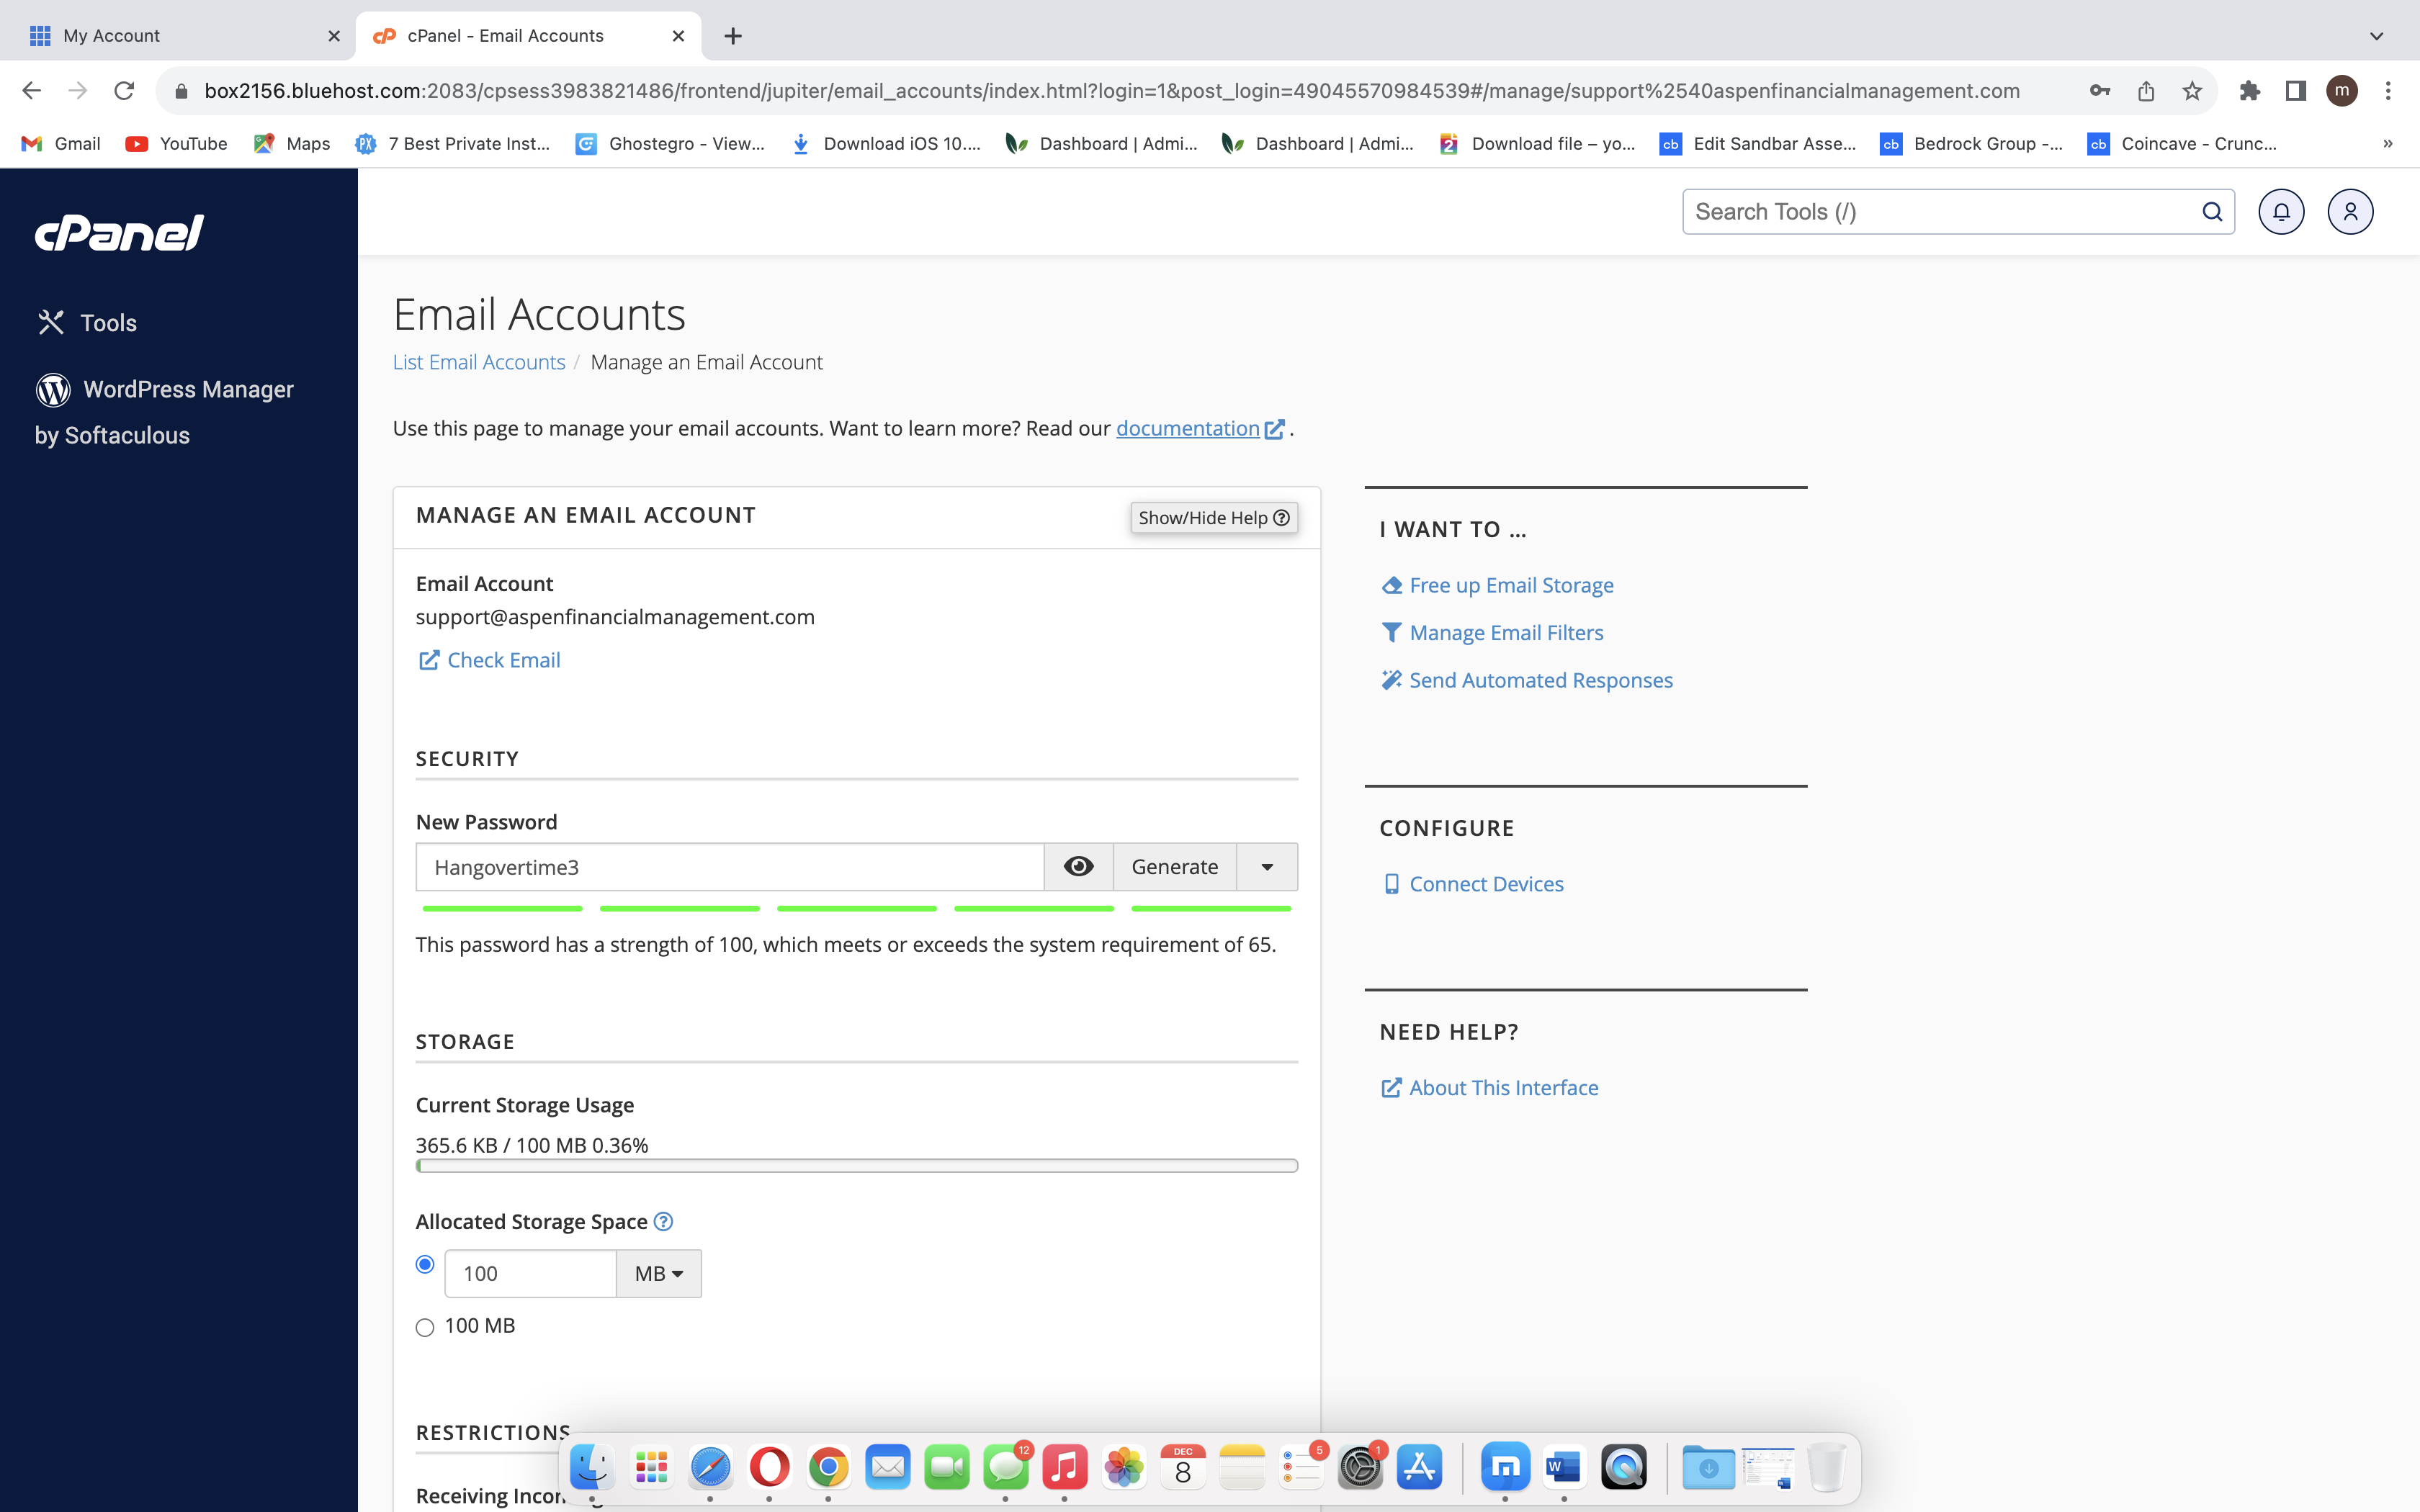 My Account
cPanel - Email Accounts
box2156.bluehost.com:2083/cpsess3983821486/frontend/jupiter/email_accounts/index.html?login=1&post_login=49045570984539#/manage/support%2540aspenfinancialmanagement.com
m
Gmail
YouTube
Maps
7 Best Private Inst...
Ghostegro - View...
Download iOS 10....
Dashboard | Admi...
Dashboard | Admi...
Download file – yo...
cb Edit Sandbar Asse...
cb Bedrock Group -...
cb Coincave - Crunc...
»
cPanel
Tools
WordPress Manager
by Softaculous
Search Tools (/)
Email Accounts
List Email Accounts / Manage an Email Account
Use this page to manage your email accounts. Want to learn more? Read our documentation .
MANAGE AN EMAIL ACCOUNT
Show/Hide Help
Email Account
support@aspenfinancialmanagement.com
Check Email
SECURITY
New Password
Hangovertime3
Generate
This password has a strength of 100, which meets or exceeds the system requirement of 65.
STORAGE
Current Storage Usage
365.6 KB / 100 MB 0.36%
Allocated Storage Space
100 MB
100 MB
RESTRICTIONS
Receiving Incom
I WANT TO ...
Free up Email Storage
Manage Email Filters
Send Automated Responses
CONFIGURE
Connect Devices
NEED HELP?
About This Interface
12
DEC
8
5
1